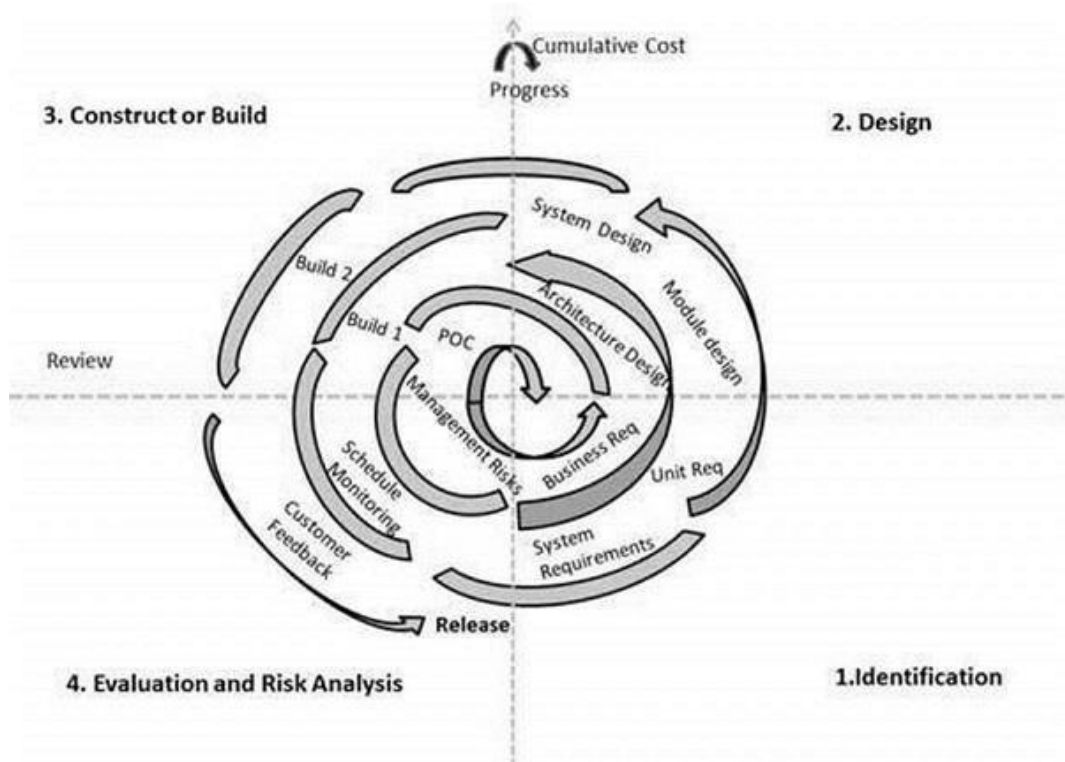 Cumulative Cost
Progress
3. Construct or Build
2. Design
System Design
Build 2
Architecture Design
Module design
Build 1
POC
Review
Management Risks
Business Req
Unit Req
Schedule
Monitoring
System
Requirements
Customer
Feedback
Release
4. Evaluation and Risk Analysis
1.Identification